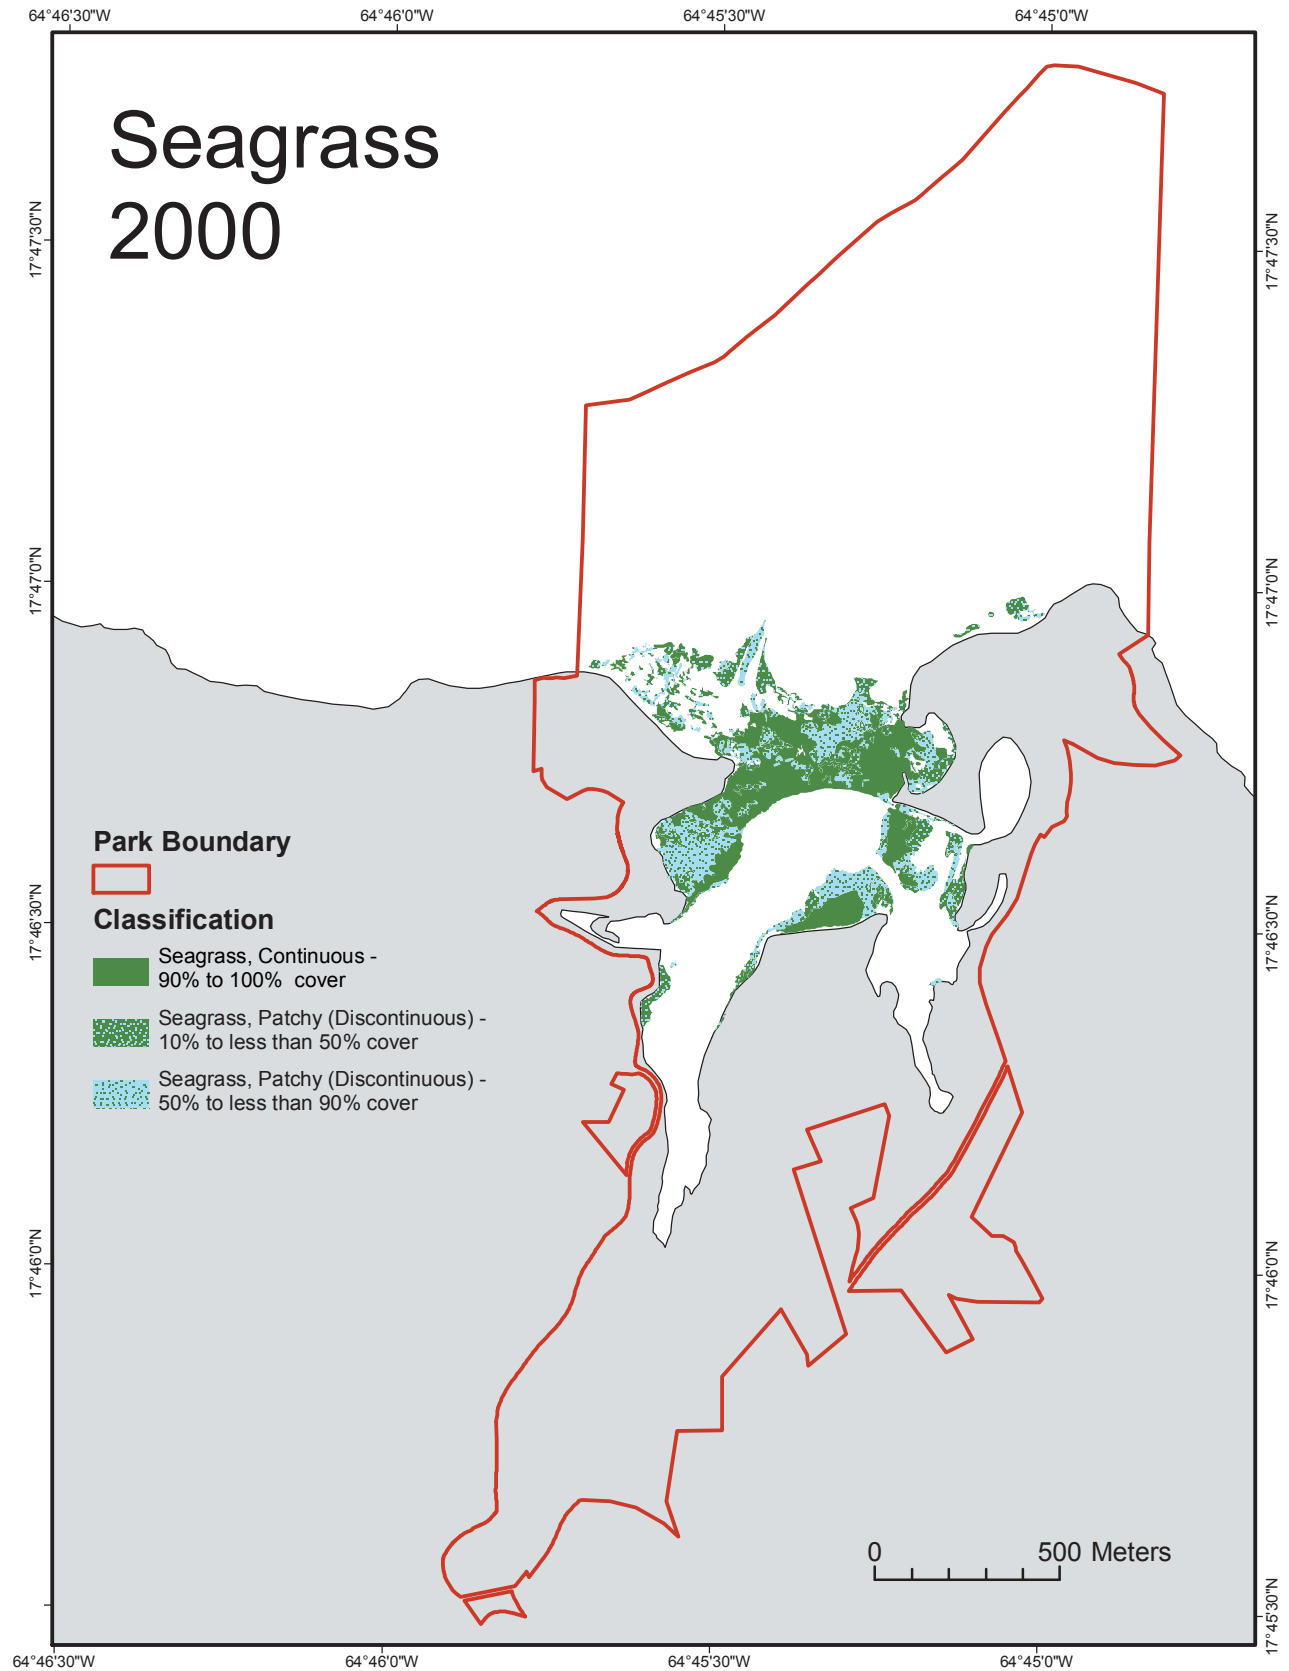 64°46'30"W
64°46'0"W
64°45'30"W
64°45'0"W
Seagrass
2000
17°47'30"N
17°47'30"N
17°47'0"N
17°47'0"N
Park Boundary
Classification
Seagrass, Continuous -
90% to 100% cover
Seagrass, Patchy (Discontinuous) -
10% to less than 50% cover
Seagrass, Patchy (Discontinuous) -
50% to less than 90% cover
17°46'30"N
17°46'30"N
17°46'0"N
17°46'0"N
0 500 Meters
17°45'30"N
64°46'30"W
64°46'0"W
64°45'30"W
64°45'0"W